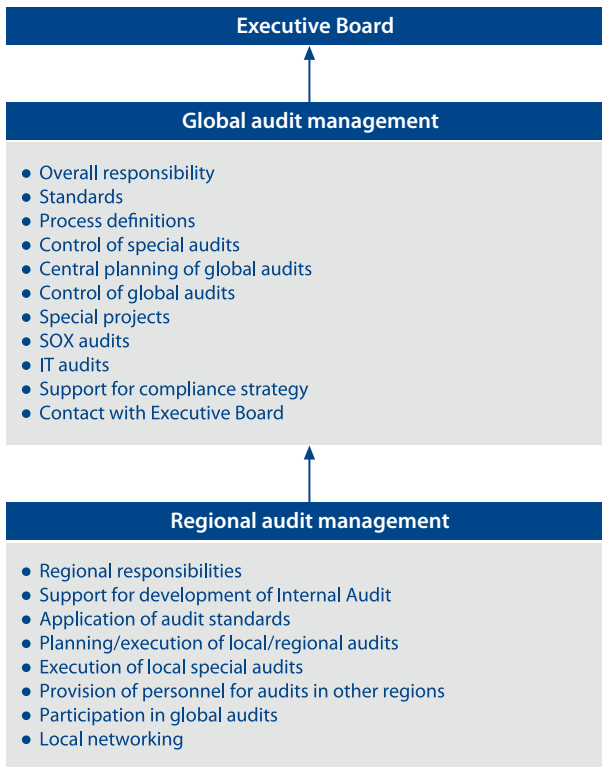 Executive Board
Global audit management
● Overall responsibility
● Standards
● Process definitions
● Control of special audits
● Central planning of global audits
● Control of global audits
● Special projects
● SOX audits
● IT audits
● Support for compliance strategy
● Contact with Executive Board
Regional audit management
● Regional responsibilities
● Support for development of Internal Audit
● Application of audit standards
● Planning/execution of local/regional audits
● Execution of local special audits
● Provision of personnel for audits in other regions
● Participation in global audits
● Local networking